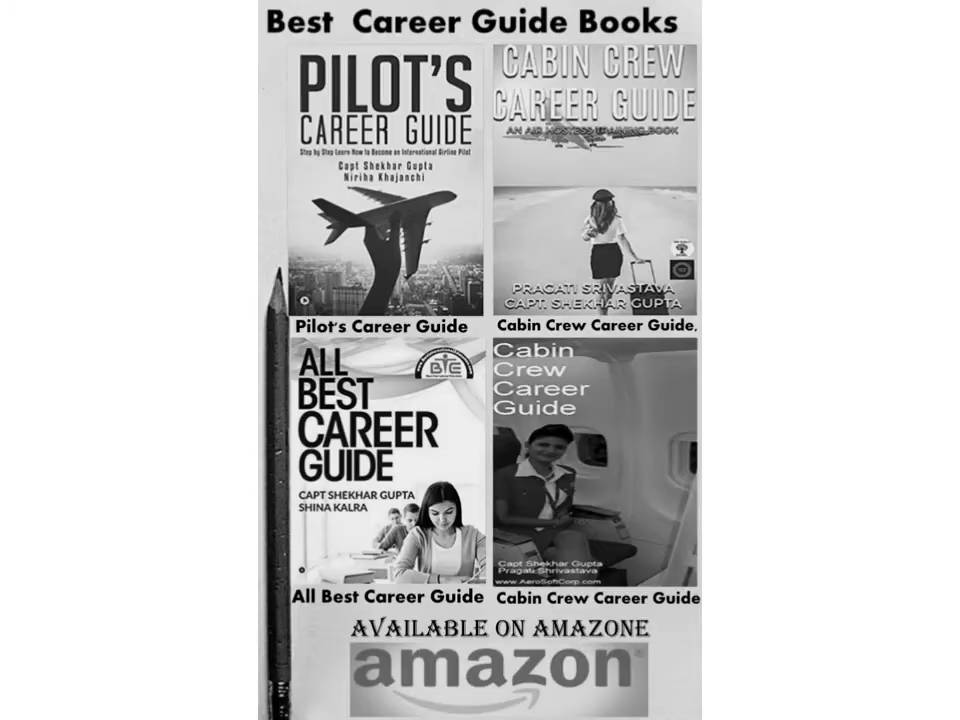 Best Career Guide Books
PILOT'S
CAREER GUIDE
Step by Step Learn How to Become an International Airline Pilot
Capt Shekhar Gupta
Niriha Khajanchi
Pilot's Career Guide
CABIN CREW
CAREER GUIDE
AN AIR HOSTESS TRAINING BOOK
PRAGATI SRIVASTAVA
CAPT. SHEKHAR GUPTA
Cabin Crew Career Guide,
ALL
BEST
CAREER
GUIDE
CAPT SHEKHAR GUPTA
SHINA KALRA
All Best Career Guide
Cabin
Crew
Career
Guide
Capt Shekhar Gupta
Pragati Shrivastava
www.AeroSoftCorp.com
Cabin Crew Career Guide
AVAILABLE ON AMAZONE
amazon